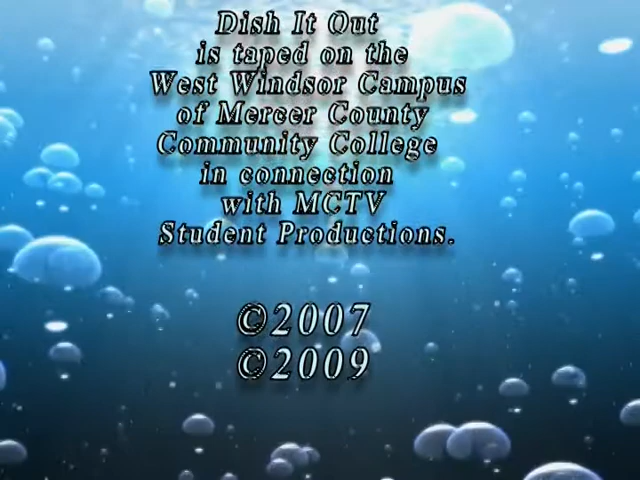 Dish It Out
is taped on the
West Windsor Campus
of Mercer County
Community College
in connection
with MCTV
Student Productions.
©2007
©2009